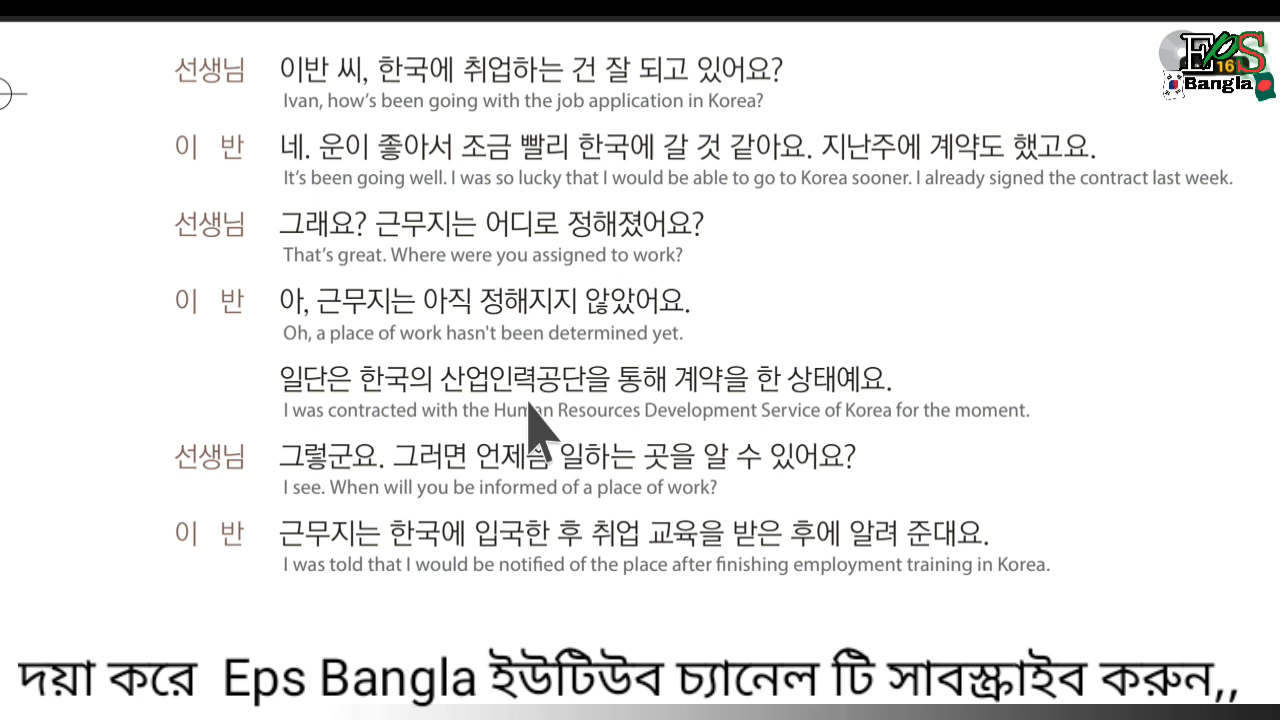 EPS
16
Bangla
선생님 이반 씨, 한국에 취업하는 건 잘 되고 있어요?
Ivan, how's been going with the job application in Korea?
이 반 네. 운이 좋아서 조금 빨리 한국에 갈 것 같아요. 지난주에 계약도 했고요.
It's been going well. I was so lucky that I would be able to go to Korea sooner. I already signed the contract last week.
선생님 그래요? 근무지는 어디로 정해졌어요?
That's great. Where were you assigned to work?
이 반 아, 근무지는 아직 정해지지 않았어요.
Oh, a place of work hasn't been determined yet.
일단은 한국의 산업인력공단을 통해 계약을 한 상태예요.
I was contracted with the Human Resources Development Service of Korea for the moment.
선생님 그렇군요. 그러면 언제쯤 일하는 곳을 알 수 있어요?
I see. When will you be informed of a place of work?
이 반 근무지는 한국에 입국한 후 취업 교육을 받은 후에 알려 준대요.
I was told that I would be notified of the place after finishing employment training in Korea.
দয়া করে Eps Bangla ইউটিউব চ্যানেল টি সাবস্ক্রাইব করুন,,